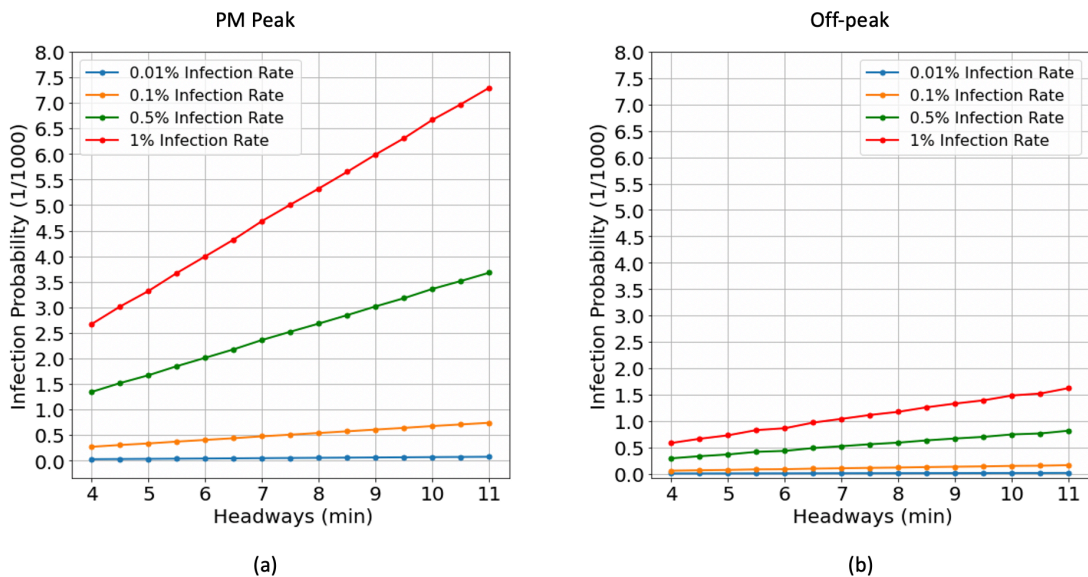 PM Peak
8.0
7.5
7.0
6.5
6.0
5.5
5.0
4.5
4.0
3.5
3.0
2.5
2.0
1.5
1.0
0.5
0.0
Infection Probability (1/1000)
0.01% Infection Rate
0.1% Infection Rate
0.5% Infection Rate
1% Infection Rate
4 5 6 7 8 9 10 11
Headways (min)
(a)
Off-peak
8.0
7.5
7.0
6.5
6.0
5.5
5.0
4.5
4.0
3.5
3.0
2.5
2.0
1.5
1.0
0.5
0.0
Infection Probability (1/1000)
0.01% Infection Rate
0.1% Infection Rate
0.5% Infection Rate
1% Infection Rate
4 5 6 7 8 9 10 11
Headways (min)
(b)